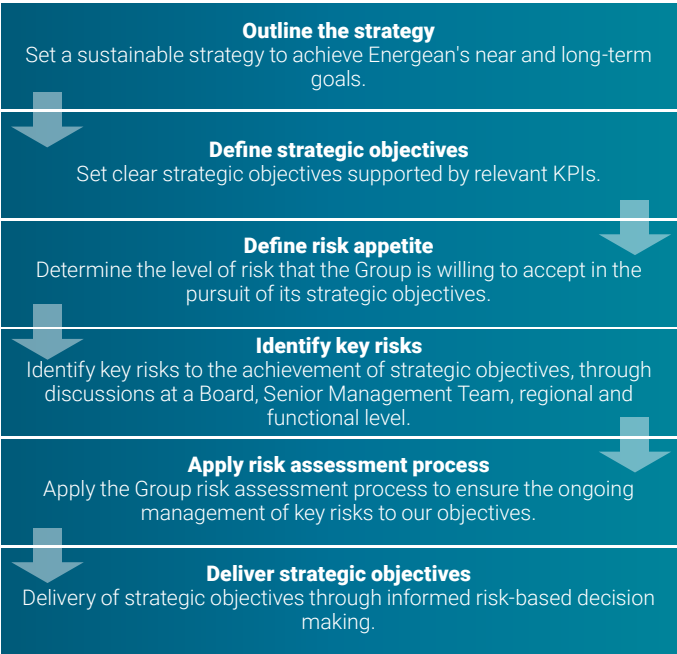 Outline the strategy
Set a sustainable strategy to achieve Energean's near and long-term
goals.
Define strategic objectives
Set clear strategic objectives supported by relevant KPIs.
Define risk appetite
Determine the level of risk that the Group is willing to accept in the
pursuit of its strategic objectives.
Identify key risks
Identify key risks to the achievement of strategic objectives, through
discussions at a Board, Senior Management Team, regional and
functional level.
Apply risk assessment process
Apply the Group risk assessment process to ensure the ongoing
management of key risks to our objectives.
Deliver strategic objectives
Delivery of strategic objectives through informed risk-based decision
making.